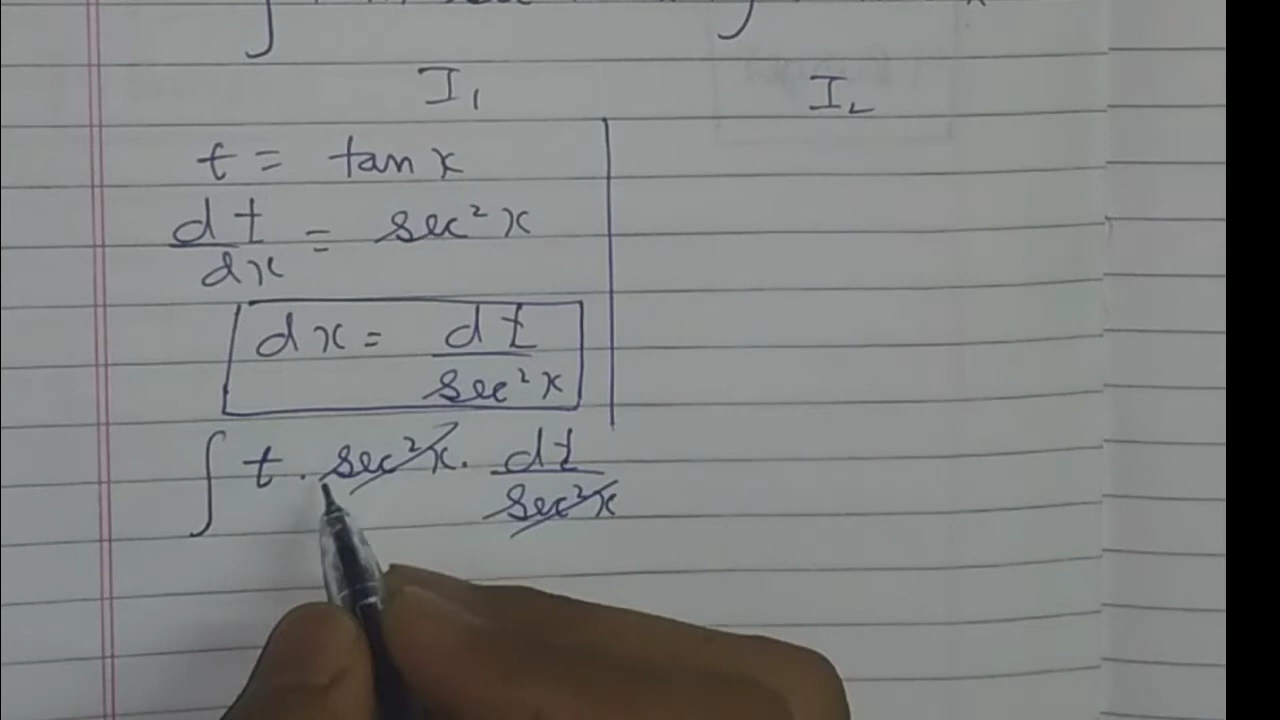 I₁ I₂
t = tan x
dt/dx = sec²x
dx = dt/sec²x
∫ t · sec²x · dt/sec²x